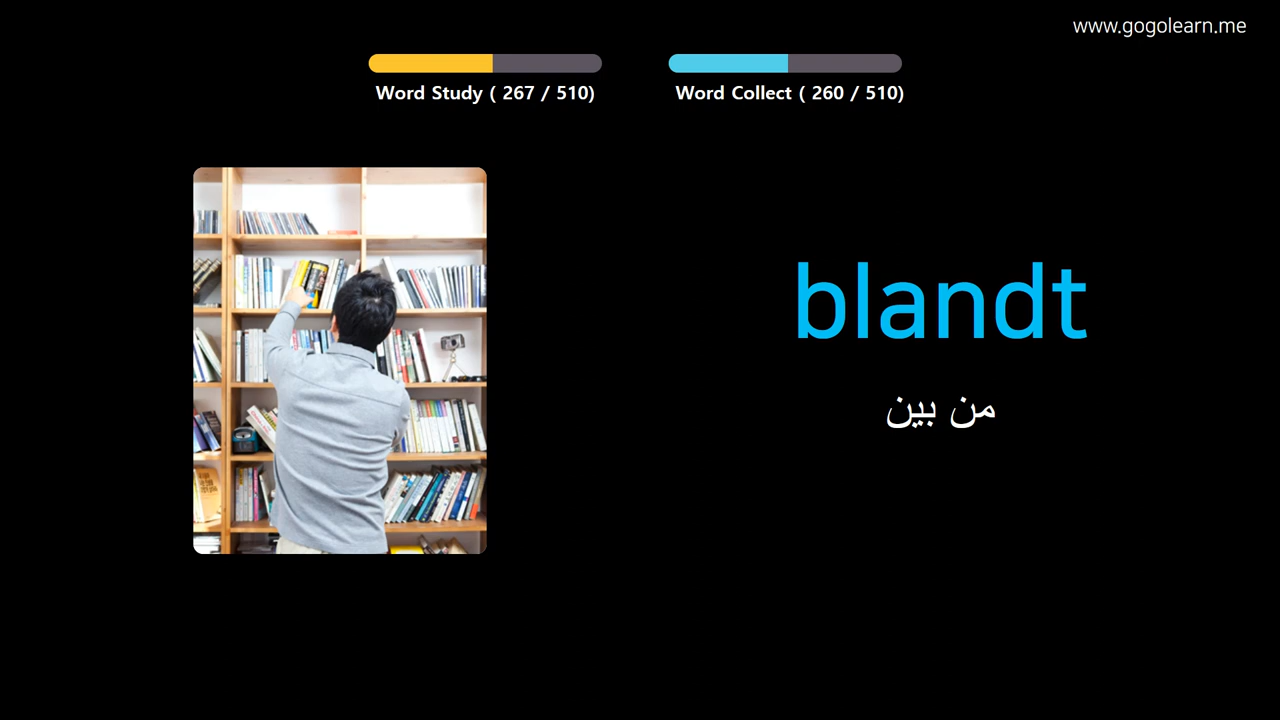 www.gogolearn.me
Word Study ( 267 / 510)
Word Collect ( 260 / 510)
blandt
من بين